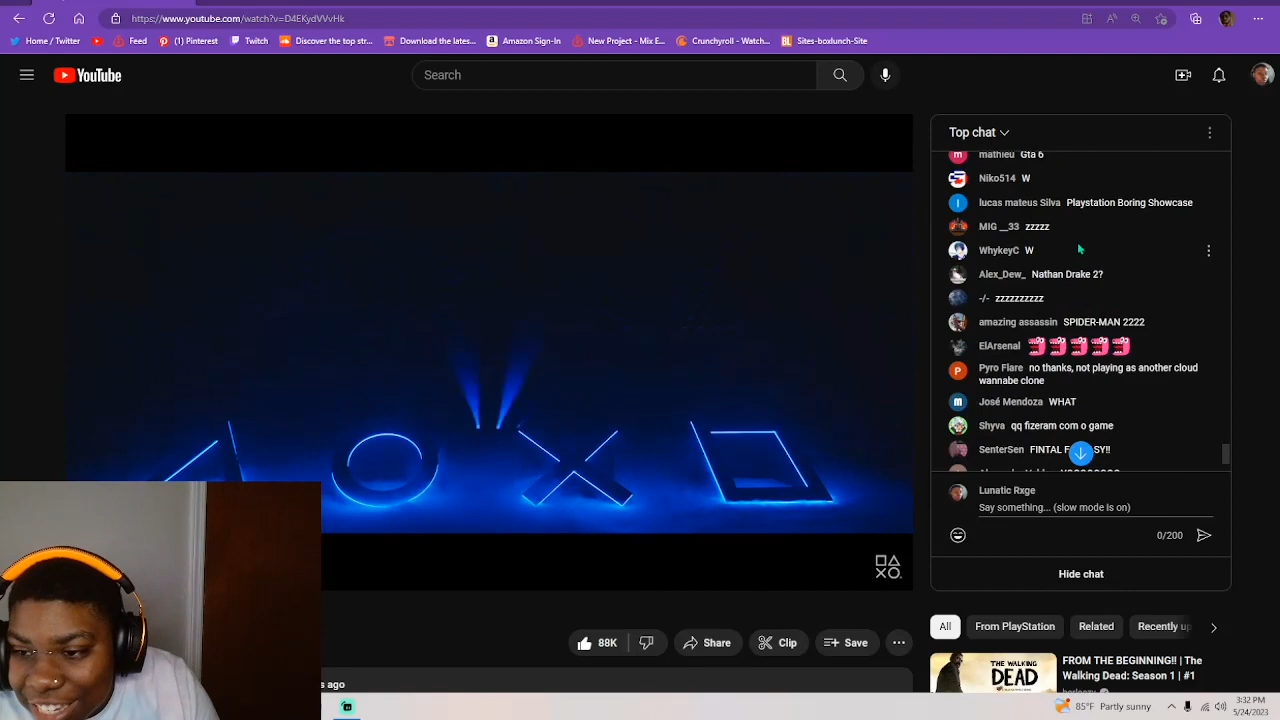 https://www.youtube.com/watch?v=D4EKydVVvHk
Home / Twitter
Feed
(1) Pinterest
Twitch
Discover the top str...
Download the lates...
Amazon Sign-In
New Project - Mix E...
Crunchyroll - Watch...
Sites-boxlunch-Site
YouTube
Search
Top chat
mathieu Gta 6
Niko514 W
lucas mateus Silva Playstation Boring Showcase
MIG __33 zzzzz
WhykeyC W
Alex_Dew_ Nathan Drake 2?
-/- zzzzzzzzzz
amazing assassin SPIDER-MAN 2222
ElArsenal
Pyro Flare no thanks, not playing as another cloud
wannabe clone
José Mendoza WHAT
Shyva qq fizeram com o game
SenterSen FINTAL
Lunatic Rxge
Say something... (slow mode is on)
0/200
Hide chat
88K
Share
Clip
Save
All
From PlayStation
Related
Recently up
s ago
THE WALKING
DEAD
FROM THE BEGINNING!! | The
Walking Dead: Season 1 | #1
85°F Partly sunny
3:32 PM
5/24/2023